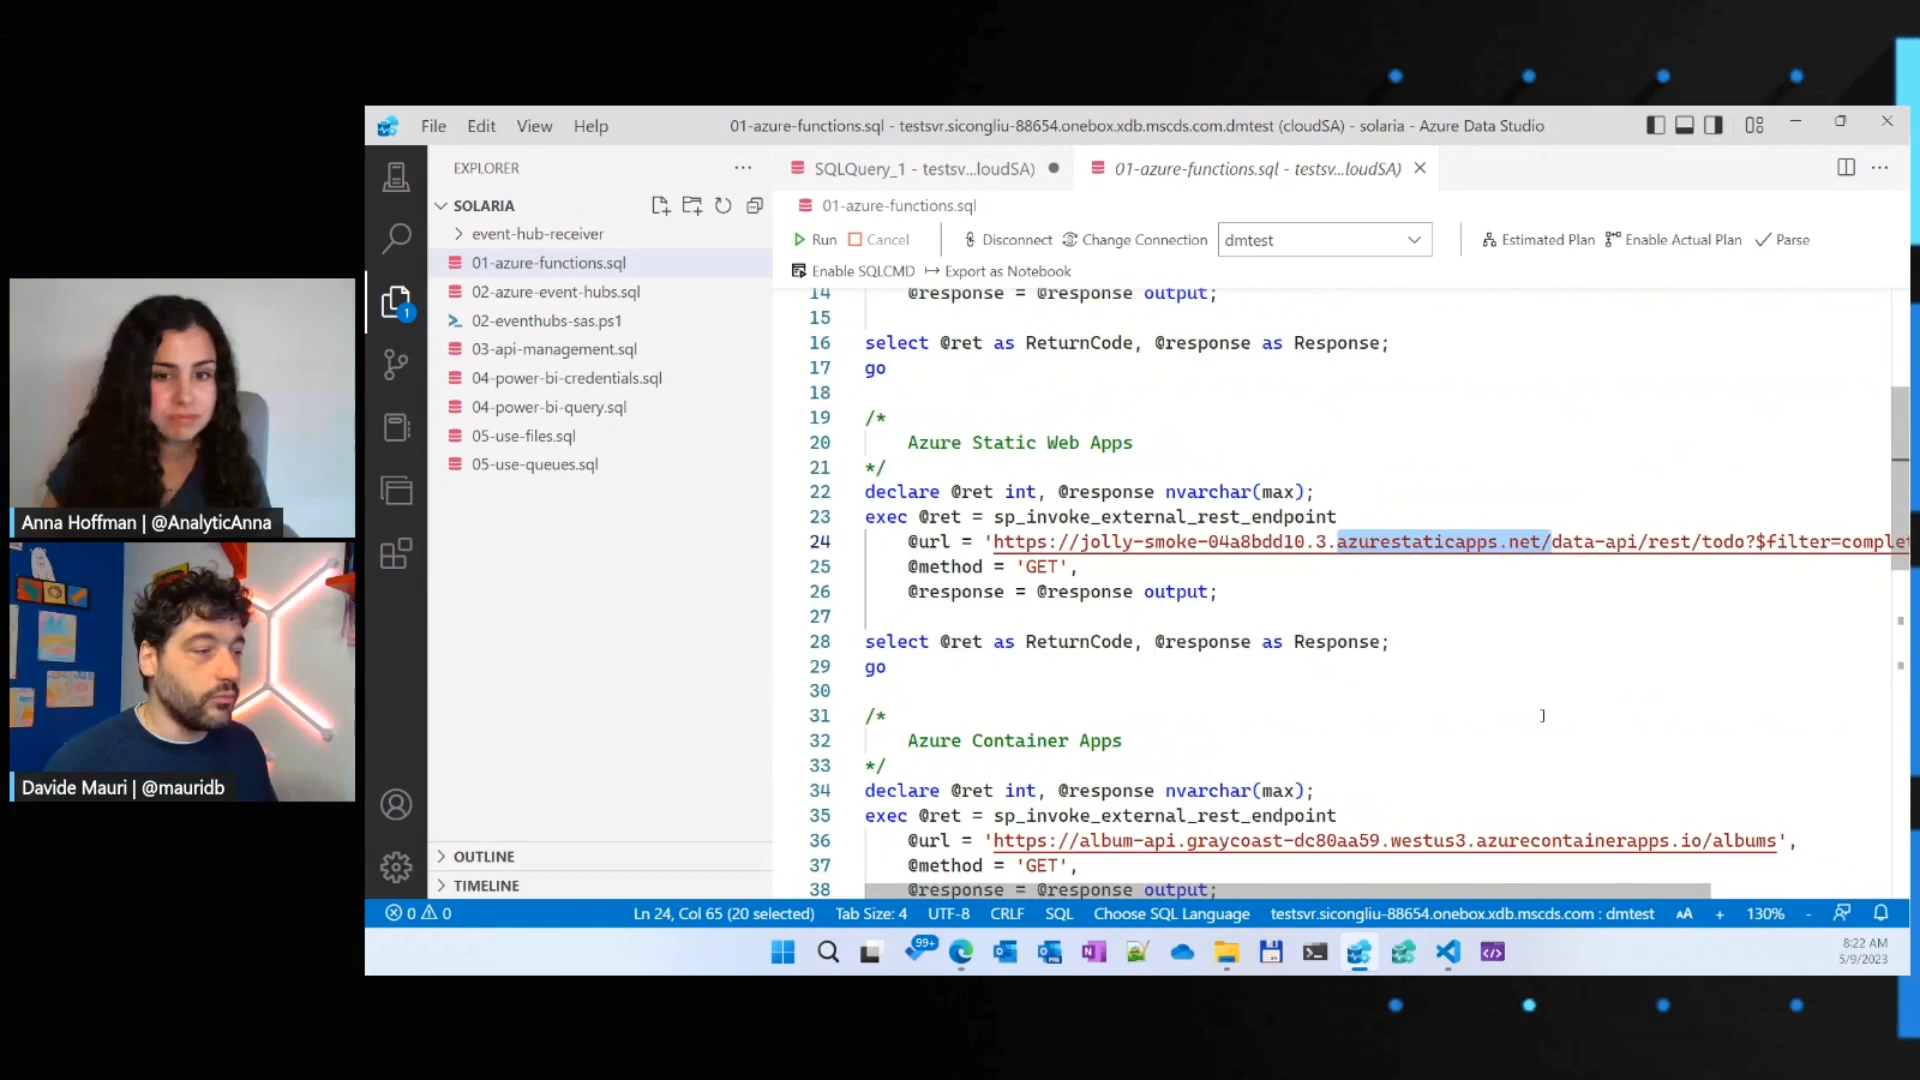 File Edit View Help
01-azure-functions.sql - testsvr.sicongliu-88654.onebox.xdb.mscds.com.dmtest (cloudSA) - solaria - Azure Data Studio
EXPLORER
SOLARIA
event-hub-receiver
01-azure-functions.sql
02-azure-event-hubs.sql
02-eventhubs-sas.ps1
03-api-management.sql
04-power-bi-credentials.sql
04-power-bi-query.sql
05-use-files.sql
05-use-queues.sql
OUTLINE
TIMELINE
1
SQLQuery_1 - testsv...loudSA)
01-azure-functions.sql - testsv...loudSA)
01-azure-functions.sql
Run Cancel Disconnect Change Connection dmtest Estimated Plan Enable Actual Plan Parse
Enable SQLCMD Export as Notebook
14 @response = @response output;
15
16 select @ret as ReturnCode, @response as Response;
17 go
18
19 /*
20 Azure Static Web Apps
21 */
22 declare @ret int, @response nvarchar(max);
23 exec @ret = sp_invoke_external_rest_endpoint
24 @url = 'https://jolly-smoke-04a8bdd10.3.azurestaticapps.net/data-api/rest/todo?$filter=complet
25 @method = 'GET',
26 @response = @response output;
27
28 select @ret as ReturnCode, @response as Response;
29 go
30
31 /*
32 Azure Container Apps
33 */
34 declare @ret int, @response nvarchar(max);
35 exec @ret = sp_invoke_external_rest_endpoint
36 @url = 'https://album-api.graycoast-dc80aa59.westus3.azurecontainerapps.io/albums',
37 @method = 'GET',
38 @response = @response output;
0 0 Ln 24, Col 65 (20 selected) Tab Size: 4 UTF-8 CRLF SQL Choose SQL Language testsvr.sicongliu-88654.onebox.xdb.mscds.com : dmtest AA + 130% -
99+
8:22 AM
5/9/2023
Anna Hoffman | @AnalyticAnna
Davide Mauri | @mauridb